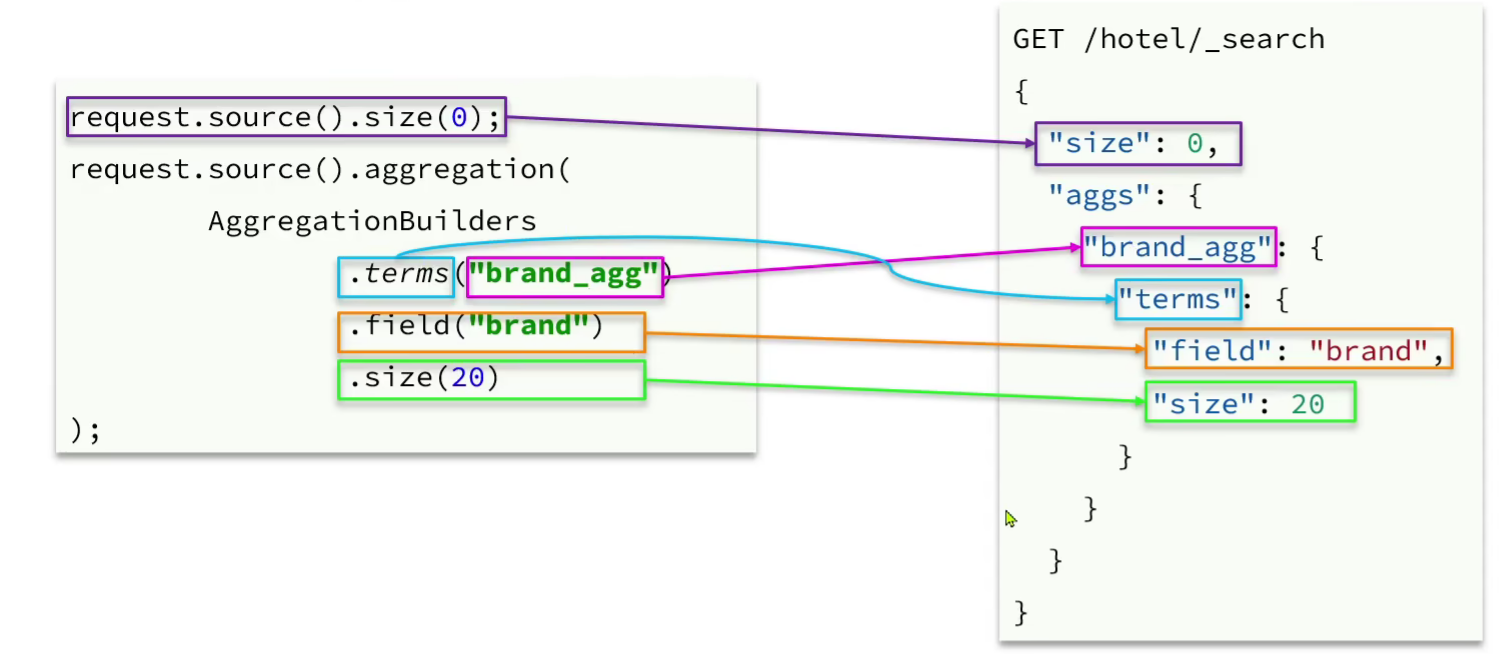 request.source().size(0);
request.source().aggregation(
AggregationBuilders
.terms("brand_agg")
.field("brand")
.size(20)
);
GET /hotel/_search
{
"size": 0,
"aggs": {
"brand_agg": {
"terms": {
"field": "brand",
"size": 20
}
}
}
}